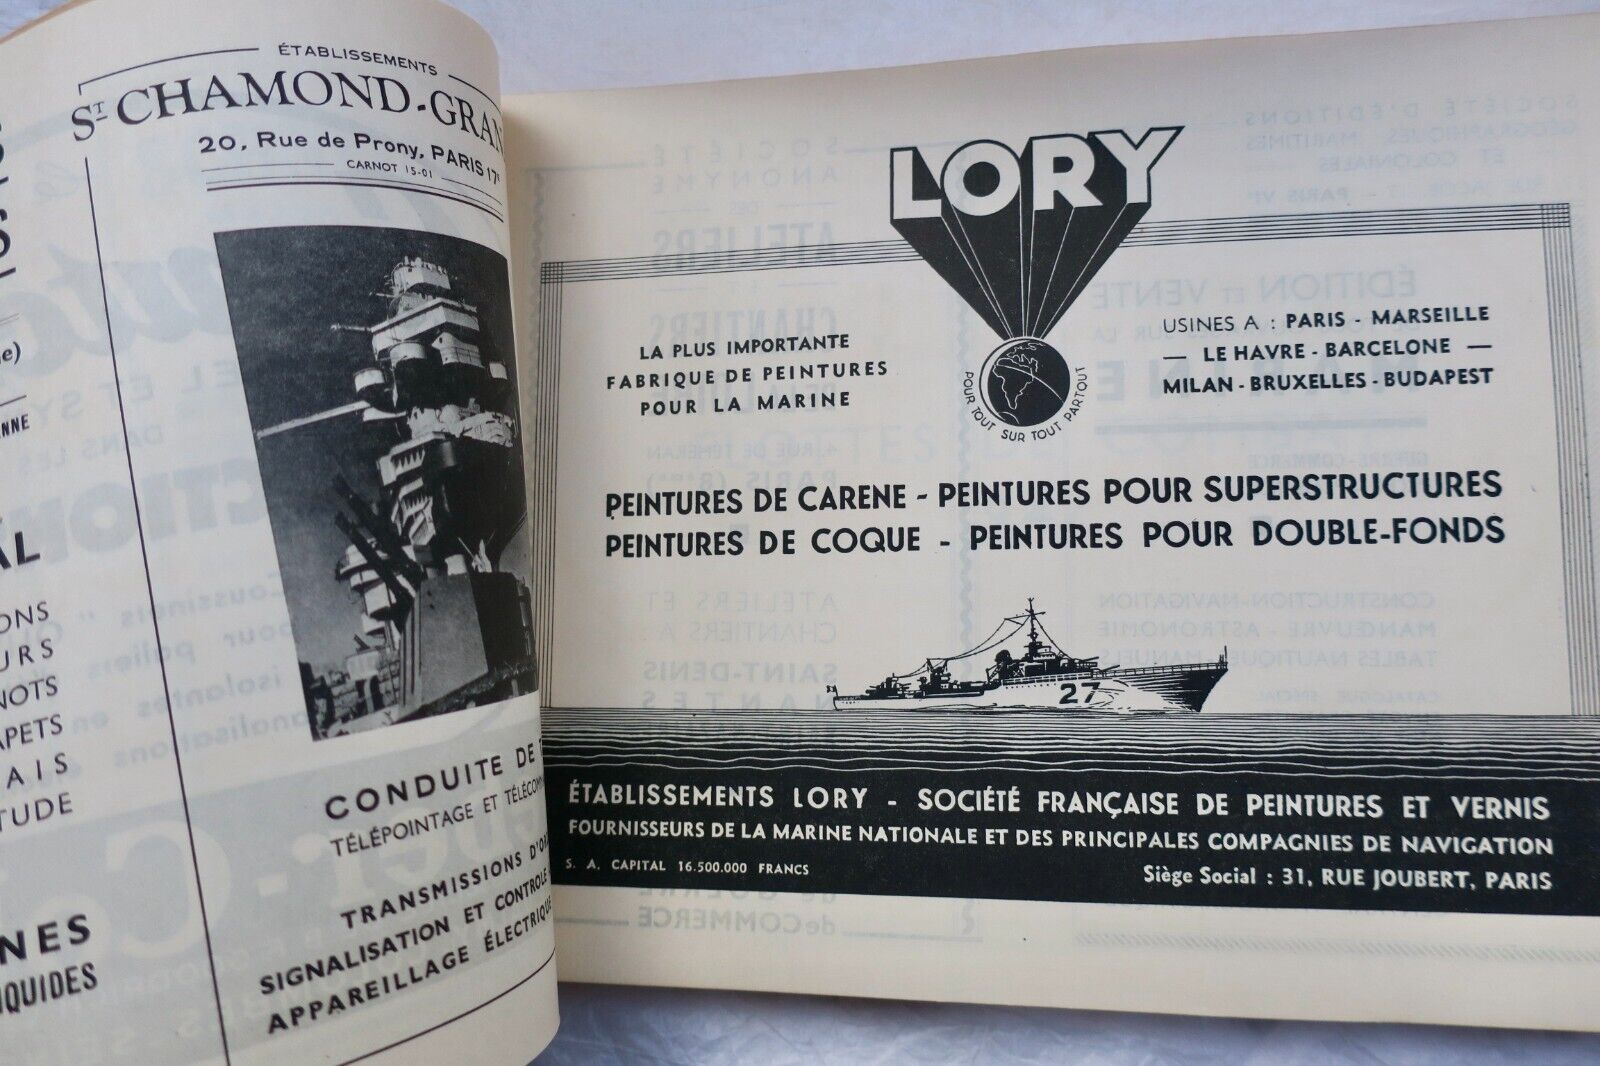 ÉTABLISSEMENTS
ST CHAMOND-GRAN
20, Rue de Prony, PARIS 17e
CARNOT 15-01
CONDUITE DE
TÉLÉPOINTAGE ET TÉLÉCOMM
TRANSMISSIONS D'O
SIGNALISATION ET CONTROLE
APPAREILLAGE ÉLECTRIQUE
NNE
AL
ONS
URS
NOTS
APETS
AIS
TUDE
NES
IQUIDES
LORY
LA PLUS IMPORTANTE
FABRIQUE DE PEINTURES
POUR LA MARINE
POUR TOUT SUR TOUT PARTOUT
USINES A : PARIS - MARSEILLE
— LE HAVRE - BARCELONE —
MILAN - BRUXELLES - BUDAPEST
PEINTURES DE CARENE - PEINTURES POUR SUPERSTRUCTURES
PEINTURES DE COQUE - PEINTURES POUR DOUBLE-FONDS
27
ÉTABLISSEMENTS LORY - SOCIÉTÉ FRANÇAISE DE PEINTURES ET VERNIS
FOURNISSEURS DE LA MARINE NATIONALE ET DES PRINCIPALES COMPAGNIES DE NAVIGATION
S. A. CAPITAL 16.500.000 FRANCS
Siège Social : 31, RUE JOUBERT, PARIS